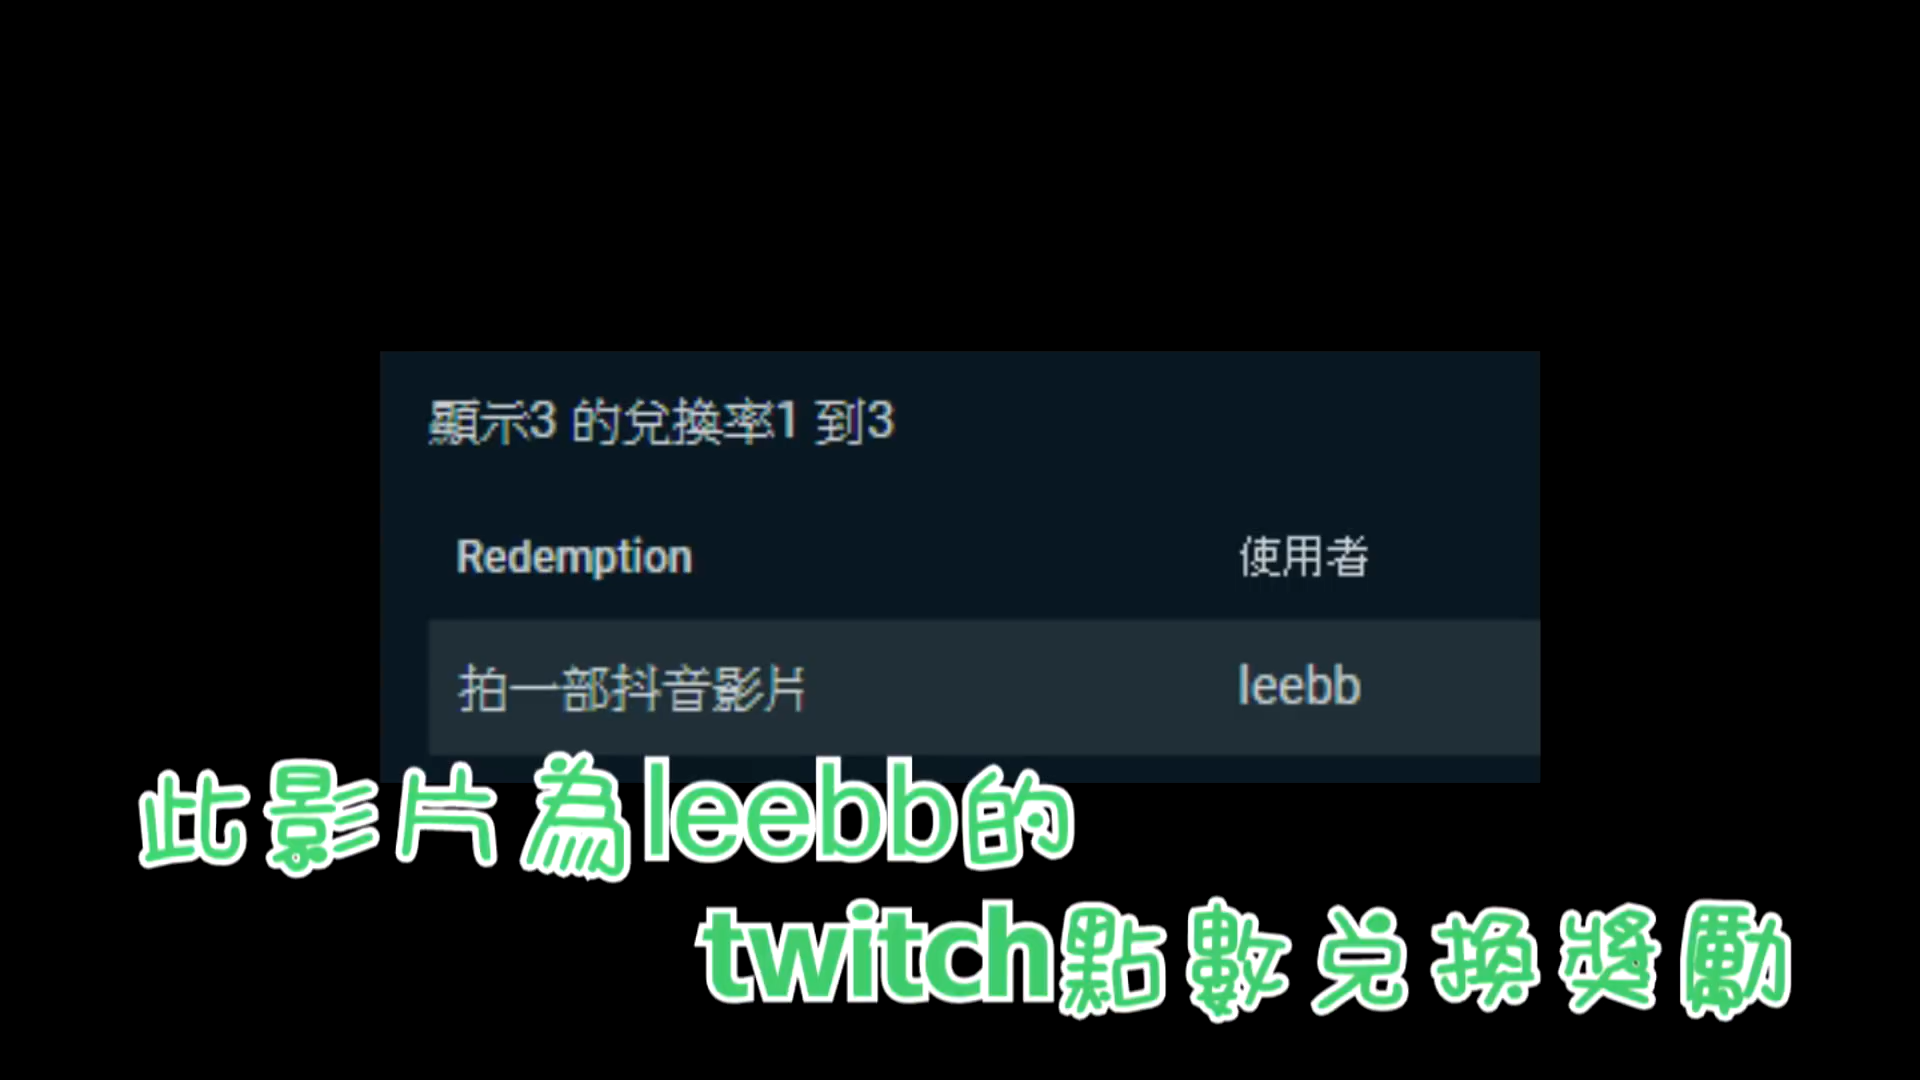 顯示3 的兌換率1 到3
Redemption 使用者
拍一部抖音影片 leebb
此影片為leebb的
twitch點數兌換獎勵